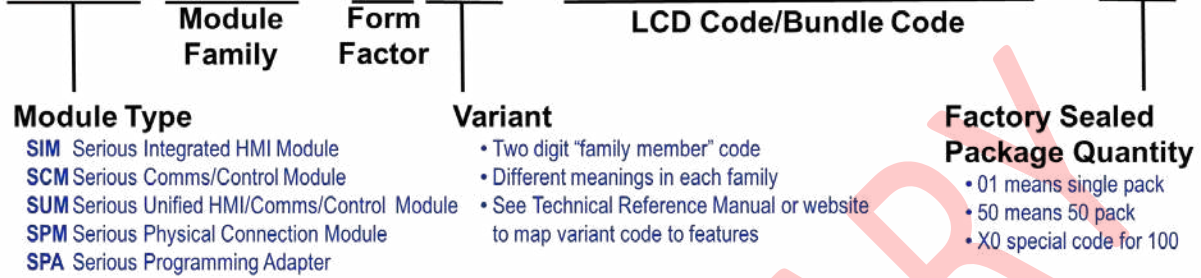 Module
Family
Form
Factor
LCD Code/Bundle Code
Module Type
SIM Serious Integrated HMI Module
SCM Serious Comms/Control Module
SUM Serious Unified HMI/Comms/Control Module
SPM Serious Physical Connection Module
SPA Serious Programming Adapter
Variant
• Two digit “family member” code
• Different meanings in each family
• See Technical Reference Manual or website
to map variant code to features
Factory Sealed
Package Quantity
• 01 means single pack
• 50 means 50 pack
• X0 special code for 100
RY